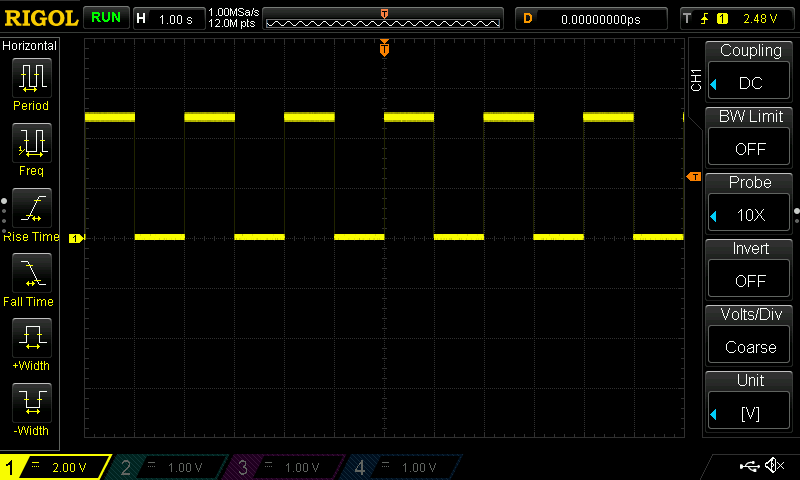 RIGOL RUN H 1.00 s 1.00MSa/s D 0.00000000ps T 1 2.48 V
12.0M pts
T
Horizontal
Period
Freq
Rise Time
Fall Time
+Width
-Width
T
T
1
CH1
Coupling
DC
BW Limit
OFF
Probe
10X
Invert
OFF
Volts/Div
Coarse
Unit
[V]
1 = 2.00 V 2 = 1.00 V 3 = 1.00 V 4 = 1.00 V